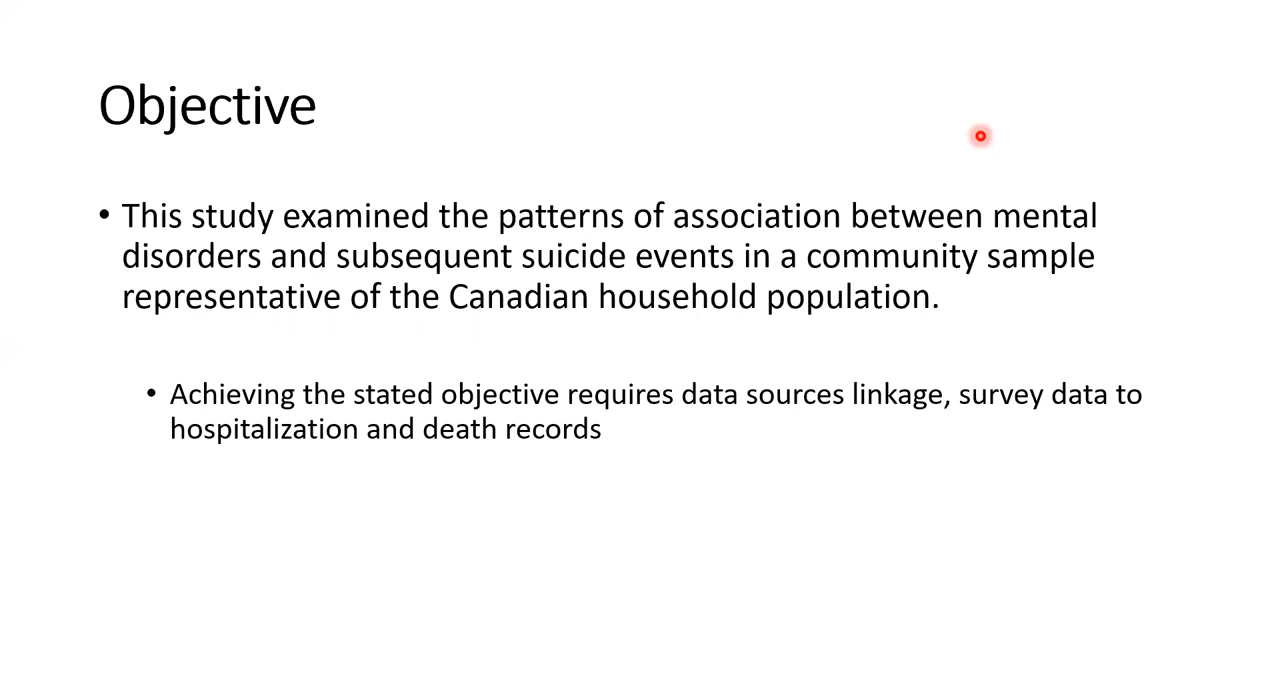 Objective
• This study examined the patterns of association between mental
disorders and subsequent suicide events in a community sample
representative of the Canadian household population.
• Achieving the stated objective requires data sources linkage, survey data to
hospitalization and death records